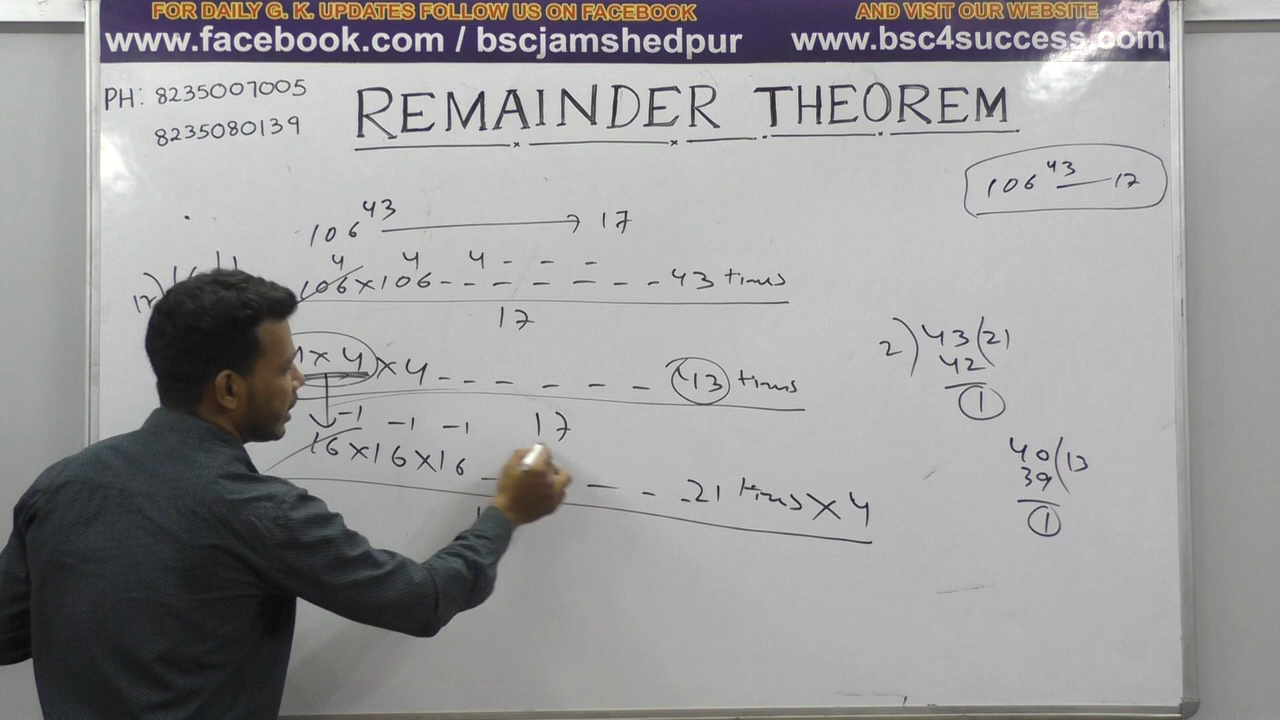 FOR DAILY G. K. UPDATES FOLLOW US ON FACEBOOK AND VISIT OUR WEBSITE
www.facebook.com / bscjamshedpur www.bsc4success.com
PH: 8235007005
8235080139
REMAINDER THEOREM
106^43 — 17
106^43 → 17
4 4 4 - - -
106×106 - - - - - - - 43 times
17
×4 - - - - - - 43 times
-1 -1 -1 17
16×16×16 - - - - 21 times × 4
2)43(21
42
1
40(13
39
1